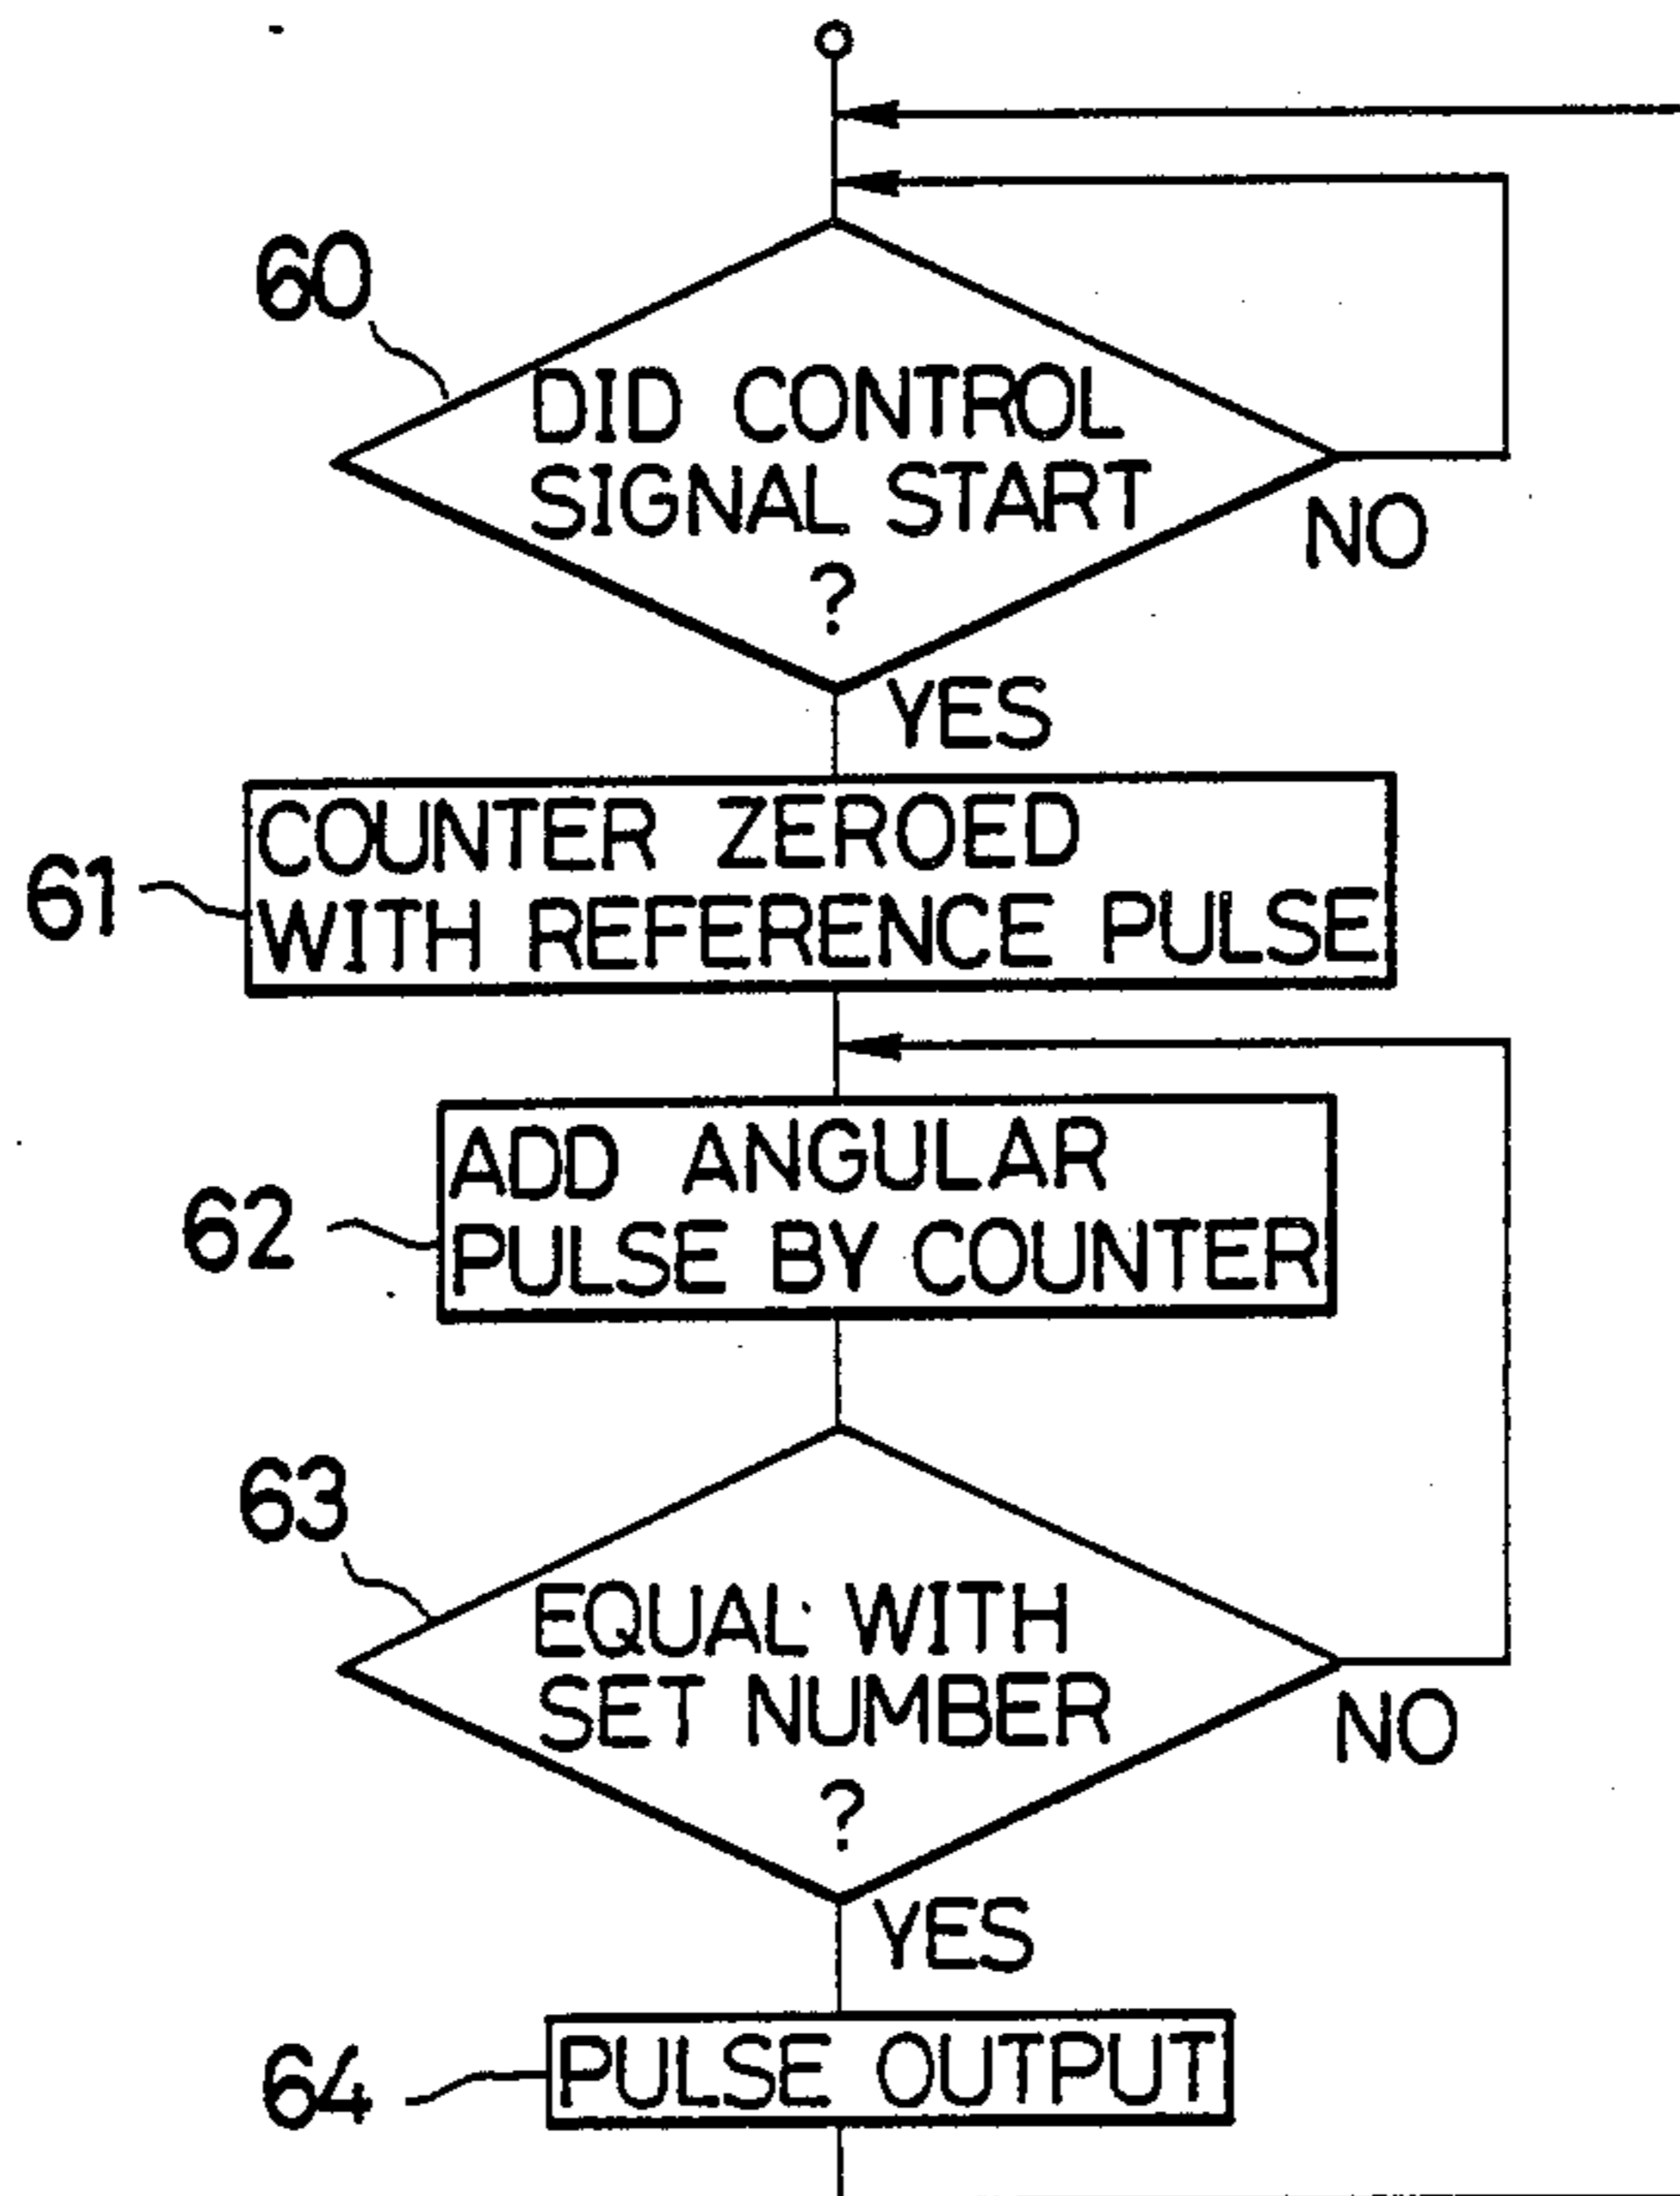 60
DID CONTROL
SIGNAL START
?
NO
YES
61
COUNTER ZEROED
WITH REFERENCE PULSE
62
ADD ANGULAR
PULSE BY COUNTER
63
EQUAL WITH
SET NUMBER
?
NO
YES
64
PULSE OUTPUT